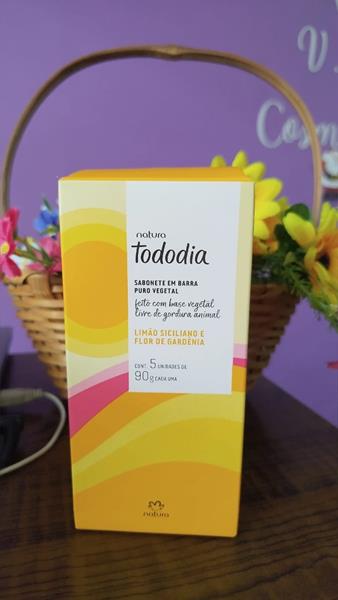 V
Cosm
natura
Tododia
SABONETE EM BARRA
PURO VEGETAL
feito com base vegetal
livre de gordura animal
LIMÃO SICILIANO E
FLOR DE GARDÊNIA
CONT. 5 UNIDADES DE
90g CADA UMA
natura